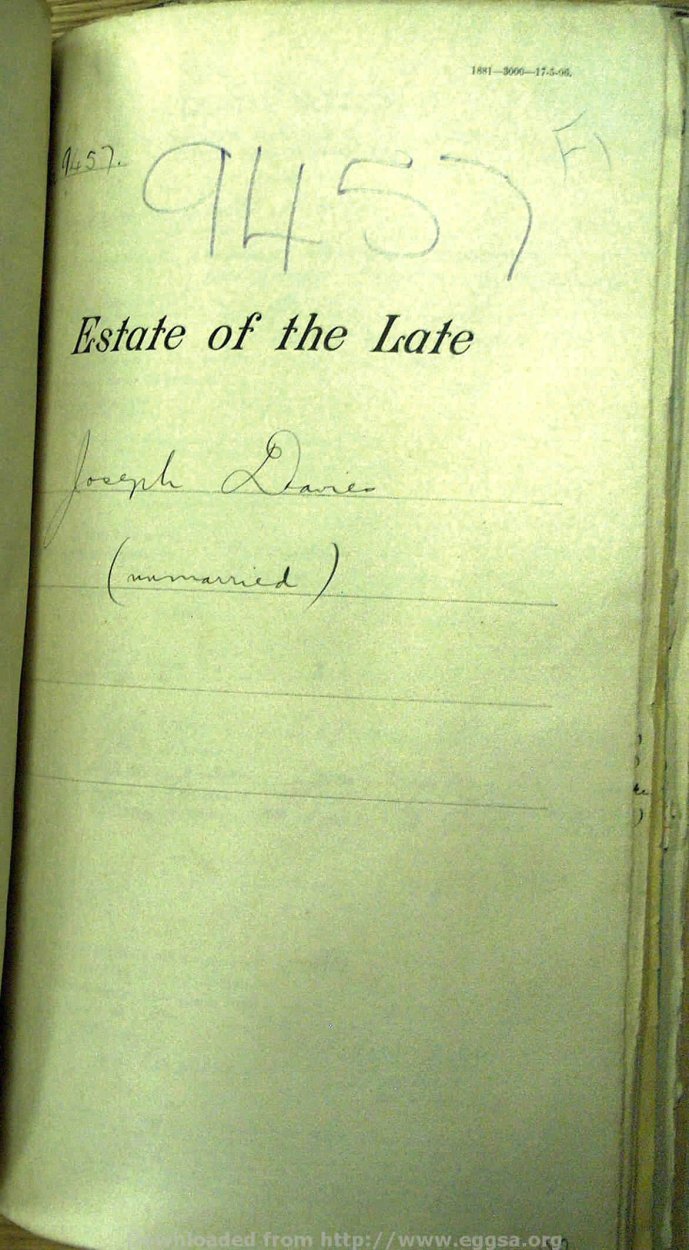 1881—3000—17-5-06.
9457.
9457
Estate of the Late
Joseph Davies
(unmarried)
Downloaded from http://www.eggsa.org